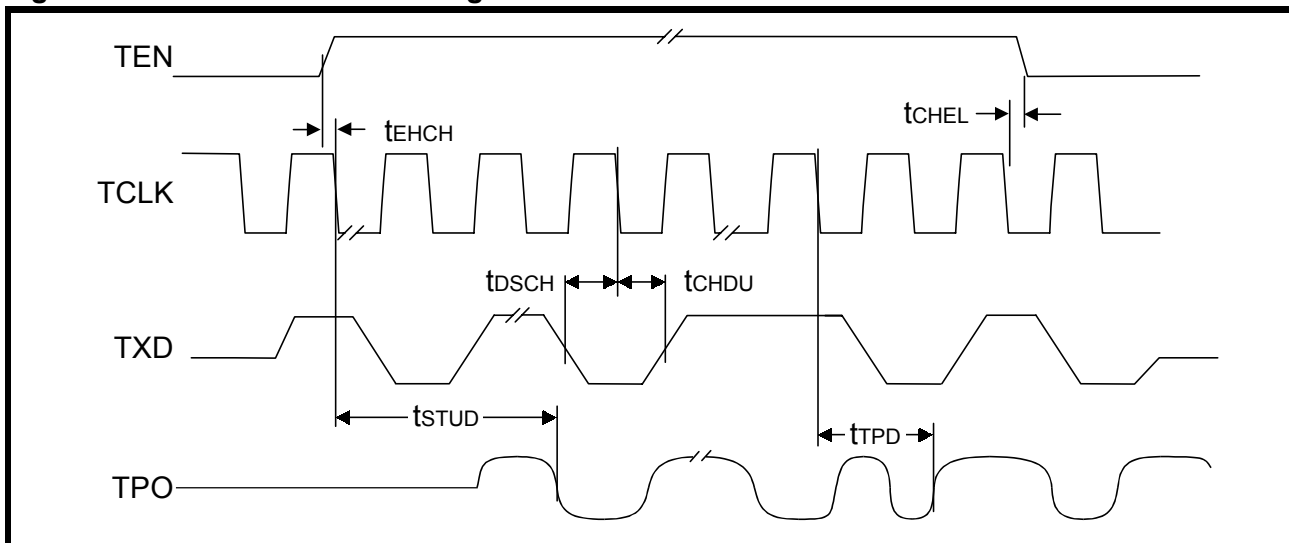 TEN
tCHEL
tEHCH
TCLK
tDSCH
tCHDU
TXD
tSTUD
tTPD
TPO